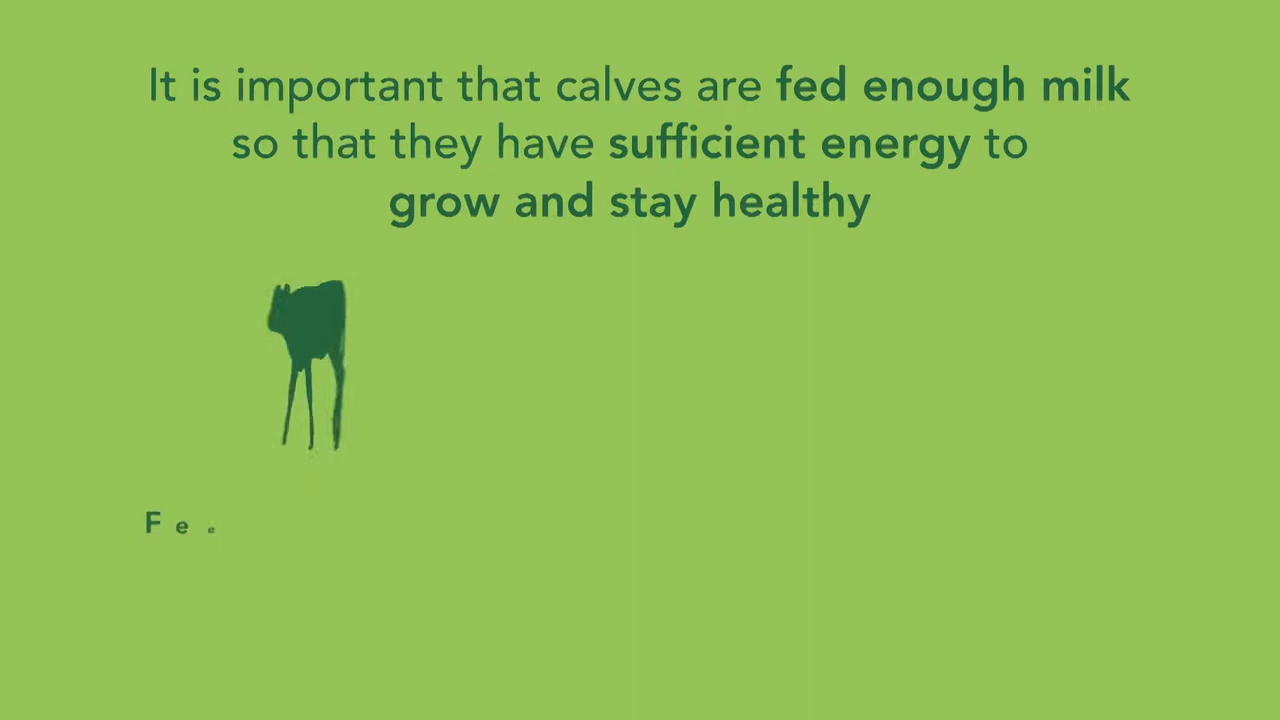 It is important that calves are fed enough milk
so that they have sufficient energy to
grow and stay healthy
F e e